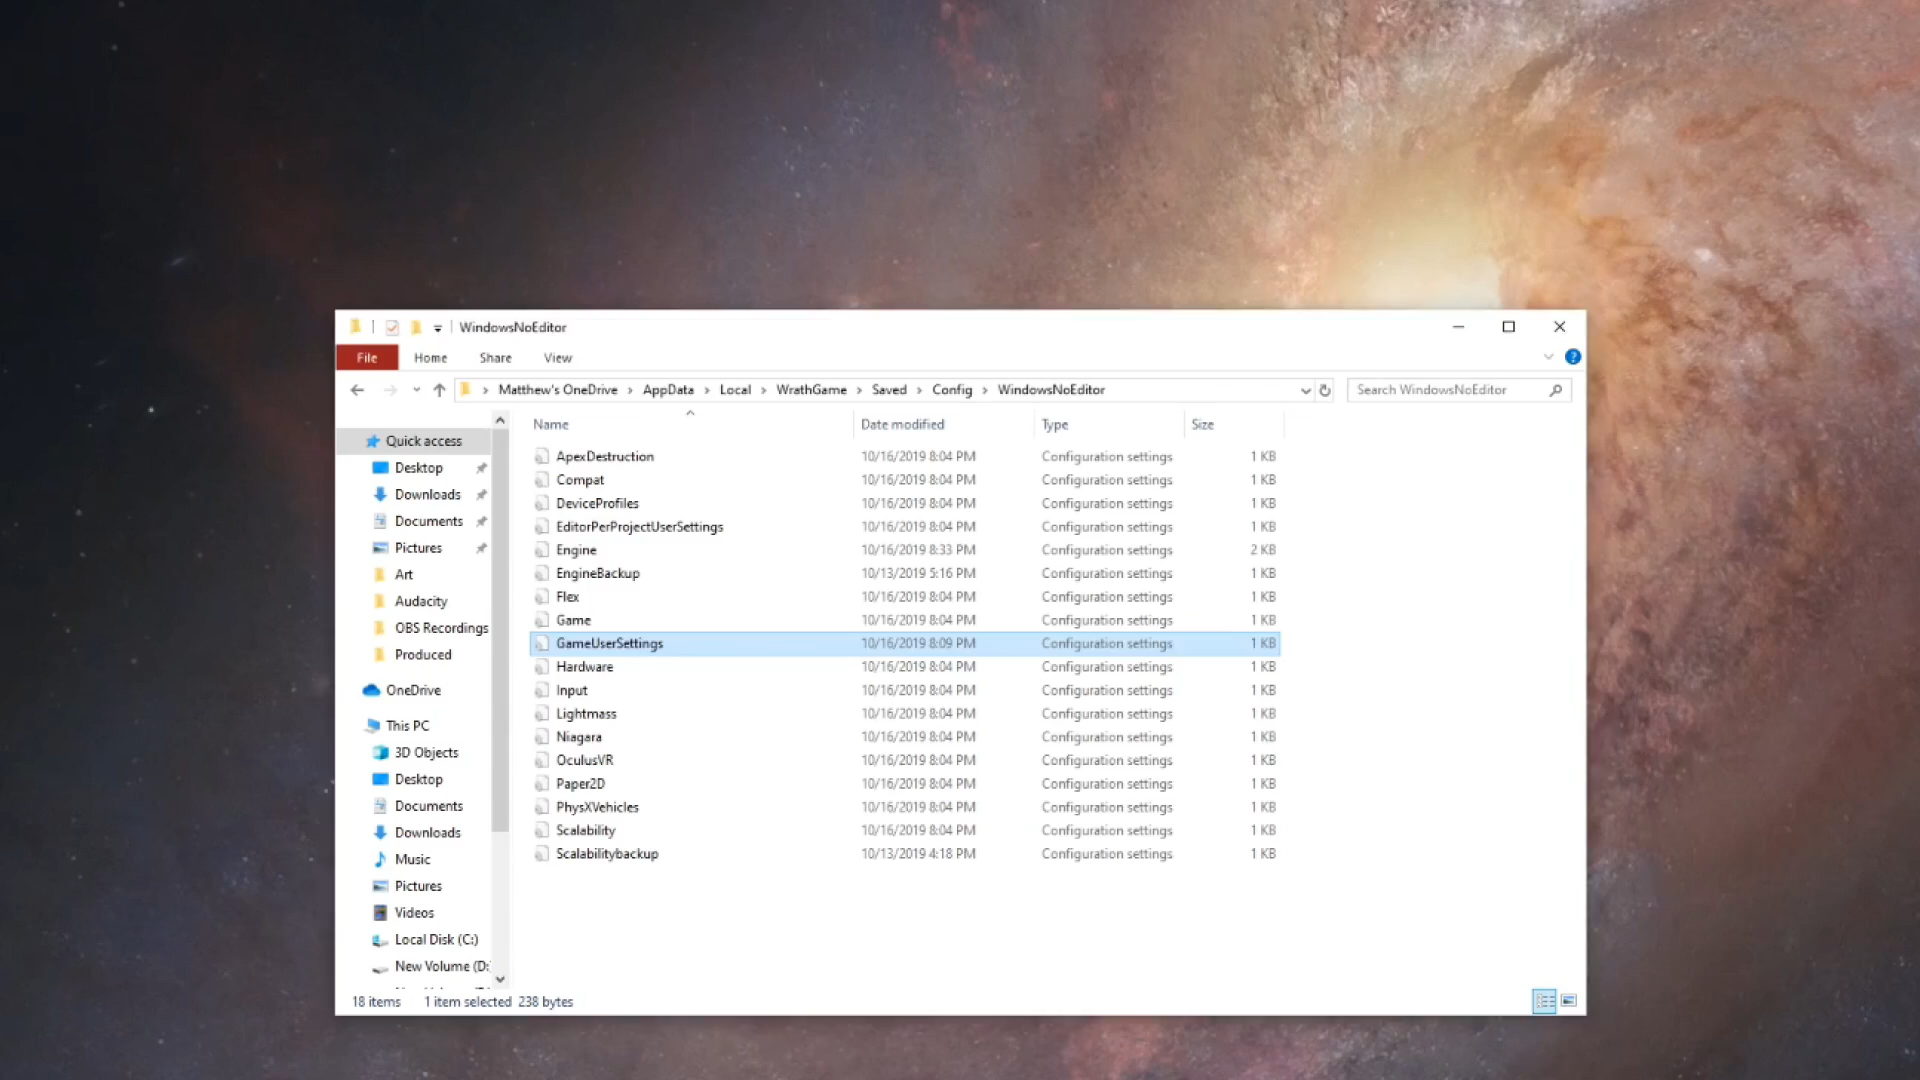 WindowsNoEditor
File Home Share View
Matthew's OneDrive > AppData > Local > WrathGame > Saved > Config > WindowsNoEditor
Search WindowsNoEditor
Name Date modified Type Size
Quick access
Desktop
Downloads
Documents
Pictures
Art
Audacity
OBS Recordings
Produced
OneDrive
This PC
3D Objects
Desktop
Documents
Downloads
Music
Pictures
Videos
Local Disk (C:)
New Volume (D:
ApexDestruction 10/16/2019 8:04 PM Configuration settings 1 KB
Compat 10/16/2019 8:04 PM Configuration settings 1 KB
DeviceProfiles 10/16/2019 8:04 PM Configuration settings 1 KB
EditorPerProjectUserSettings 10/16/2019 8:04 PM Configuration settings 1 KB
Engine 10/16/2019 8:33 PM Configuration settings 2 KB
EngineBackup 10/13/2019 5:16 PM Configuration settings 1 KB
Flex 10/16/2019 8:04 PM Configuration settings 1 KB
Game 10/16/2019 8:04 PM Configuration settings 1 KB
GameUserSettings 10/16/2019 8:09 PM Configuration settings 1 KB
Hardware 10/16/2019 8:04 PM Configuration settings 1 KB
Input 10/16/2019 8:04 PM Configuration settings 1 KB
Lightmass 10/16/2019 8:04 PM Configuration settings 1 KB
Niagara 10/16/2019 8:04 PM Configuration settings 1 KB
OculusVR 10/16/2019 8:04 PM Configuration settings 1 KB
Paper2D 10/16/2019 8:04 PM Configuration settings 1 KB
PhysXVehicles 10/16/2019 8:04 PM Configuration settings 1 KB
Scalability 10/16/2019 8:04 PM Configuration settings 1 KB
Scalabilitybackup 10/13/2019 4:18 PM Configuration settings 1 KB
18 items 1 item selected 238 bytes